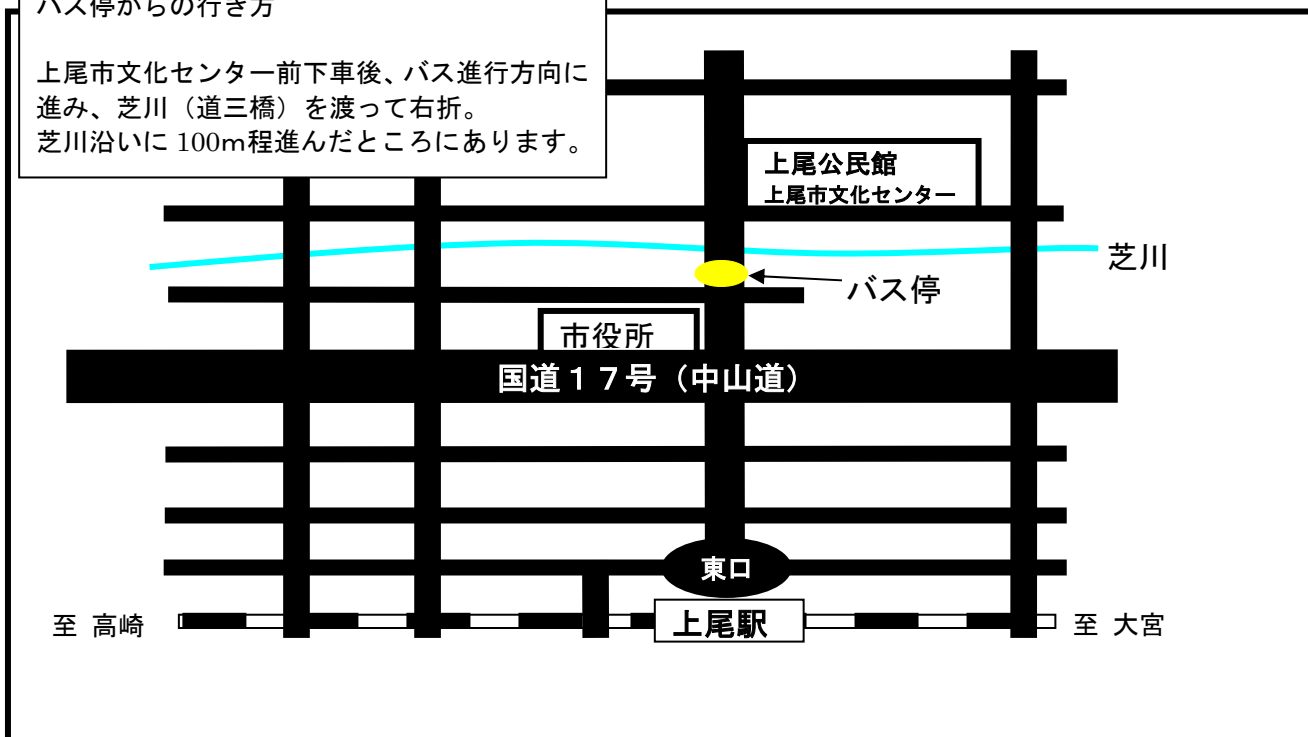 バス停からの行き方
上尾市文化センター前下車後、バス進行方向に
進み、芝川（道三橋）を渡って右折。
芝川沿いに 100m程進んだところにあります。
上尾公民館
上尾市文化センター
芝川
バス停
市役所
国道１７号（中山道）
東口
上尾駅
至 高崎
至 大宮